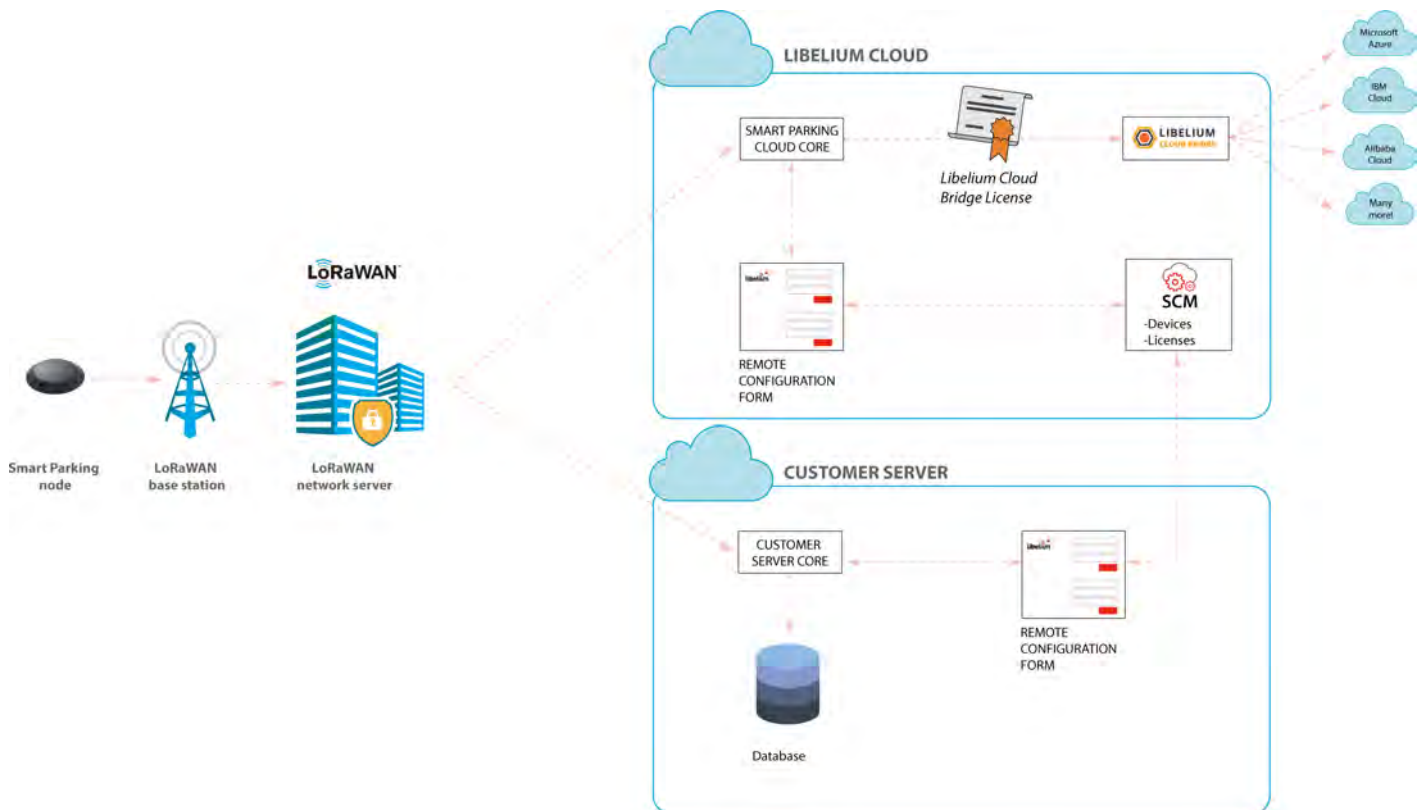 LIBELIUM CLOUD
Microsoft
Azure
IBM
Cloud
Alibaba
Cloud
Many
more!
SMART PARKING
CLOUD CORE
Libelium Cloud
Bridge License
LIBELIUM
CLOUD BRIDGE
LoRaWAN
libelium
REMOTE
CONFIGURATION
FORM
SCM
-Devices
-Licenses
Smart Parking
node
LoRaWAN
base station
LoRaWAN
network server
CUSTOMER SERVER
CUSTOMER
SERVER CORE
libelium
REMOTE
CONFIGURATION
FORM
Database